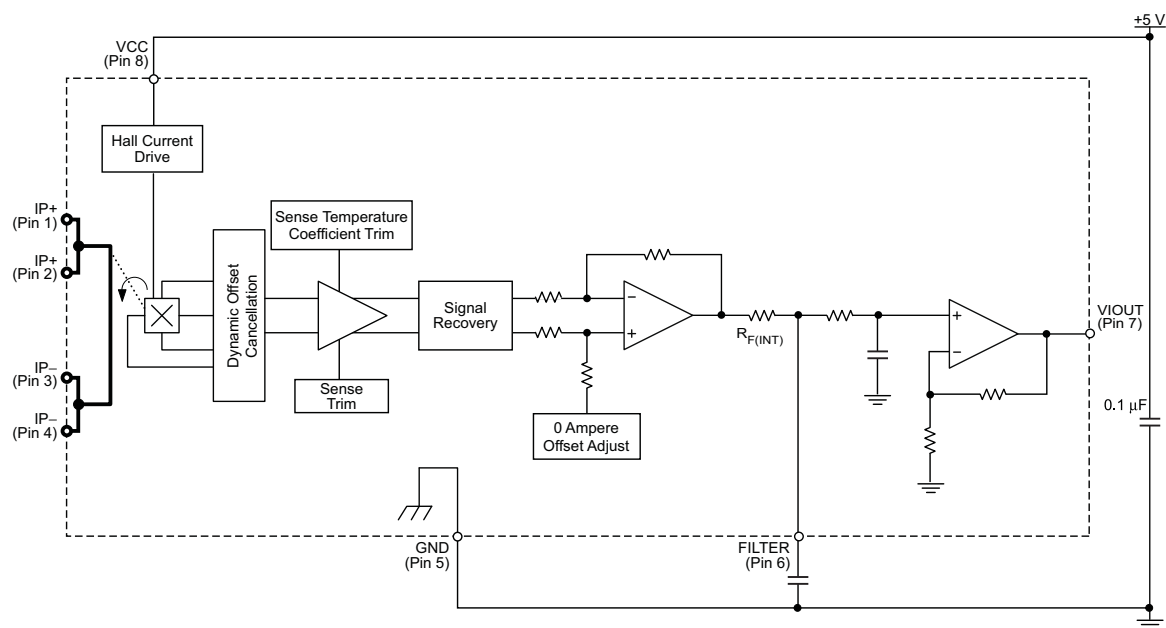 +5 V
VCC
(Pin 8)
Hall Current
Drive
IP+
(Pin 1)
IP+
(Pin 2)
IP−
(Pin 3)
IP−
(Pin 4)
Dynamic Offset
Cancellation
Sense Temperature
Coefficient Trim
Sense
Trim
Signal
Recovery
−
+
0 Ampere
Offset Adjust
RF(INT)
+
−
VIOUT
(Pin 7)
0.1 µF
GND
(Pin 5)
FILTER
(Pin 6)